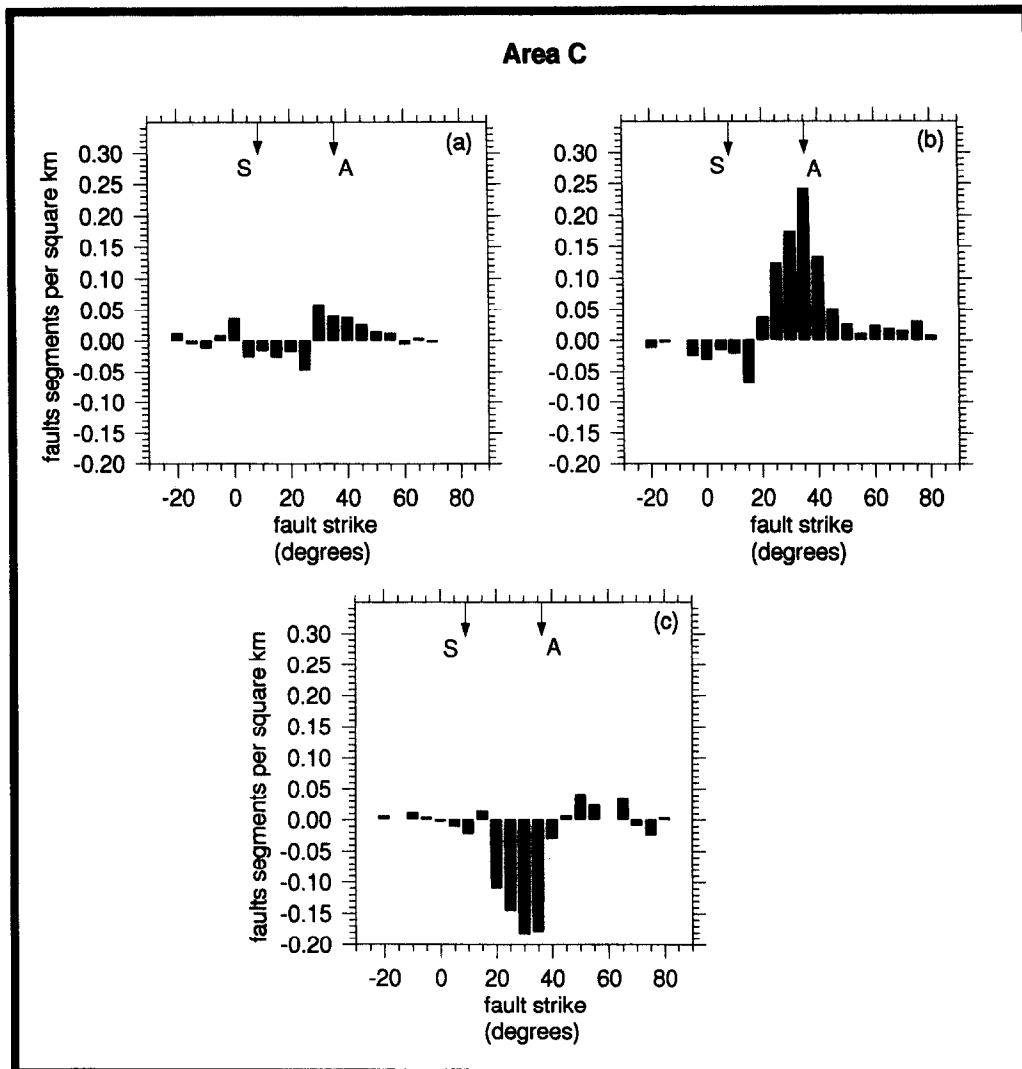 Area C
(a)
S
A
faults segments per square km
0.30
0.25
0.20
0.15
0.10
0.05
0.00
-0.05
-0.10
-0.15
-0.20
-20 0 20 40 60 80
fault strike
(degrees)
(b)
S
A
0.30
0.25
0.20
0.15
0.10
0.05
0.00
-0.05
-0.10
-0.15
-0.20
-20 0 20 40 60 80
fault strike
(degrees)
(c)
S
A
faults segments per square km
0.30
0.25
0.20
0.15
0.10
0.05
0.00
-0.05
-0.10
-0.15
-0.20
-20 0 20 40 60 80
fault strike
(degrees)